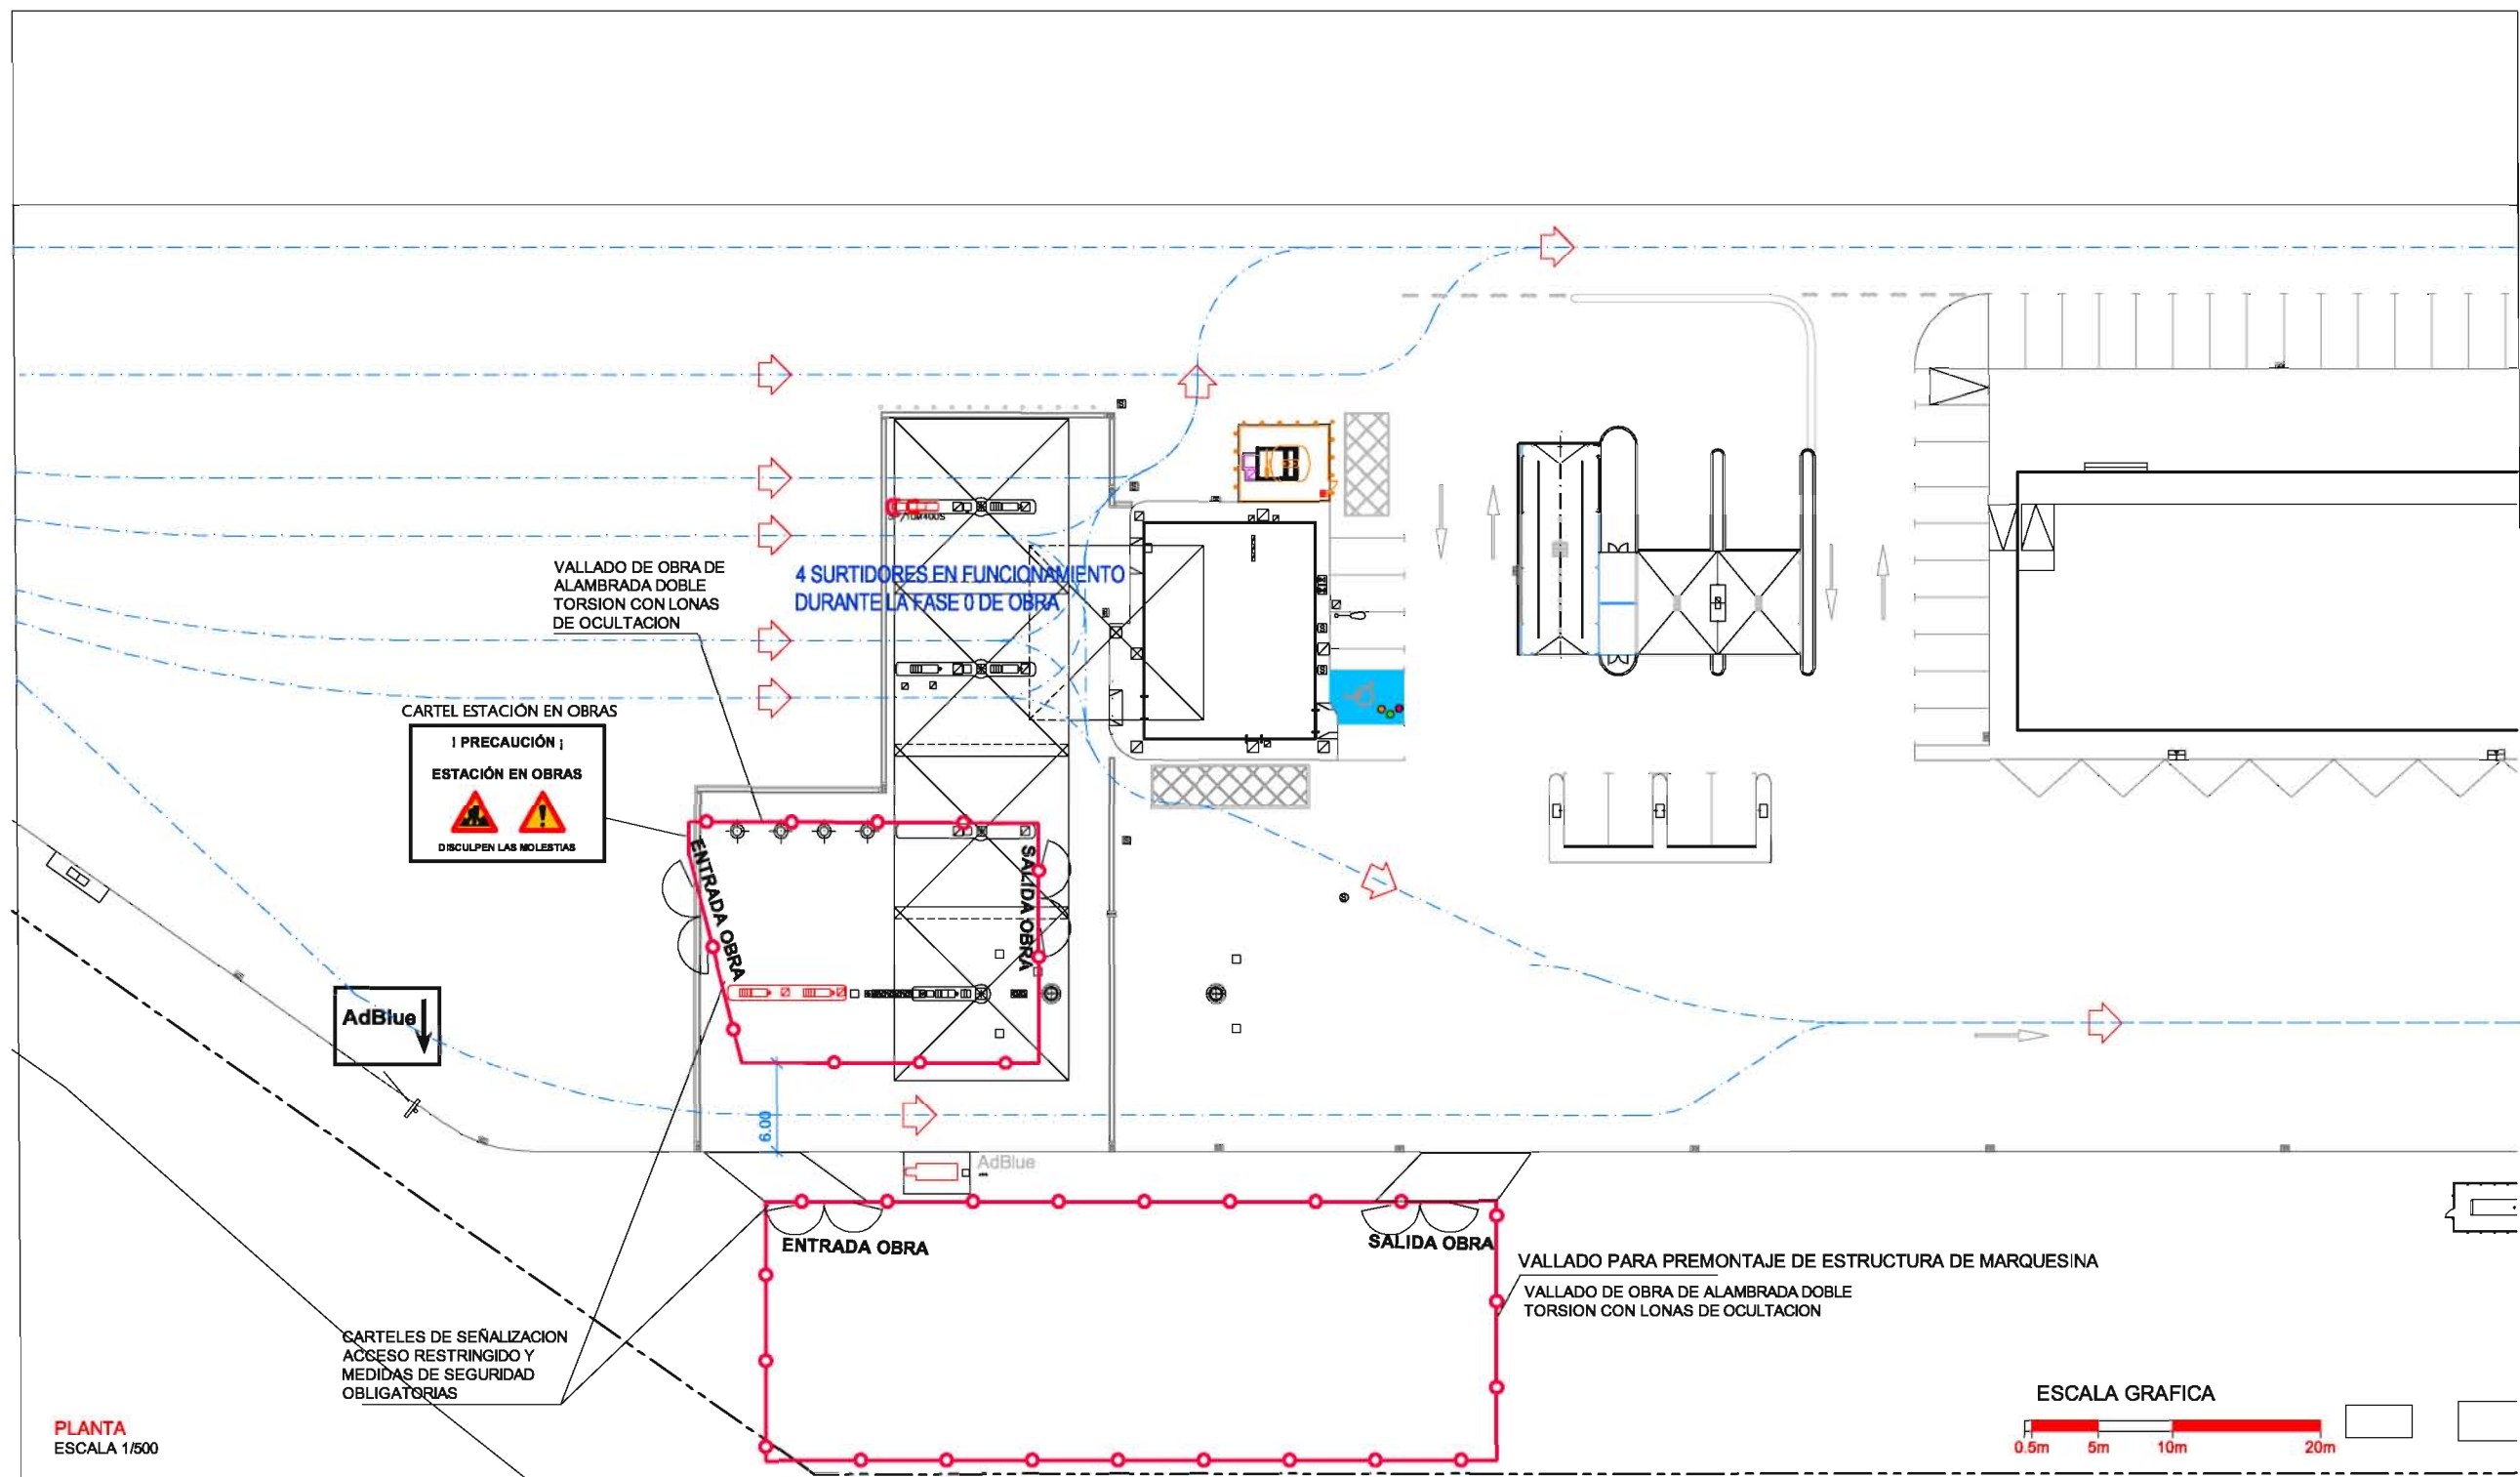 VALLADO DE OBRA DE
ALAMBRADA DOBLE
TORSION CON LONAS
DE OCULTACION
4 SURTIDORES EN FUNCIONAMIENTO
DURANTE LA FASE 0 DE OBRA
CARTEL ESTACIÓN EN OBRAS
! PRECAUCIÓN ¡
ESTACIÓN EN OBRAS
DISCULPEN LAS MOLESTIAS
ENTRADA OBRA
SALIDA OBRA
AdBlue
6.00
AdBlue
ENTRADA OBRA
SALIDA OBRA
VALLADO PARA PREMONTAJE DE ESTRUCTURA DE MARQUESINA
VALLADO DE OBRA DE ALAMBRADA DOBLE
TORSION CON LONAS DE OCULTACION
CARTELES DE SEÑALIZACION
ACCESO RESTRINGIDO Y
MEDIDAS DE SEGURIDAD
OBLIGATORIAS
PLANTA
ESCALA 1/500
ESCALA GRAFICA
0.5m 5m 10m 20m